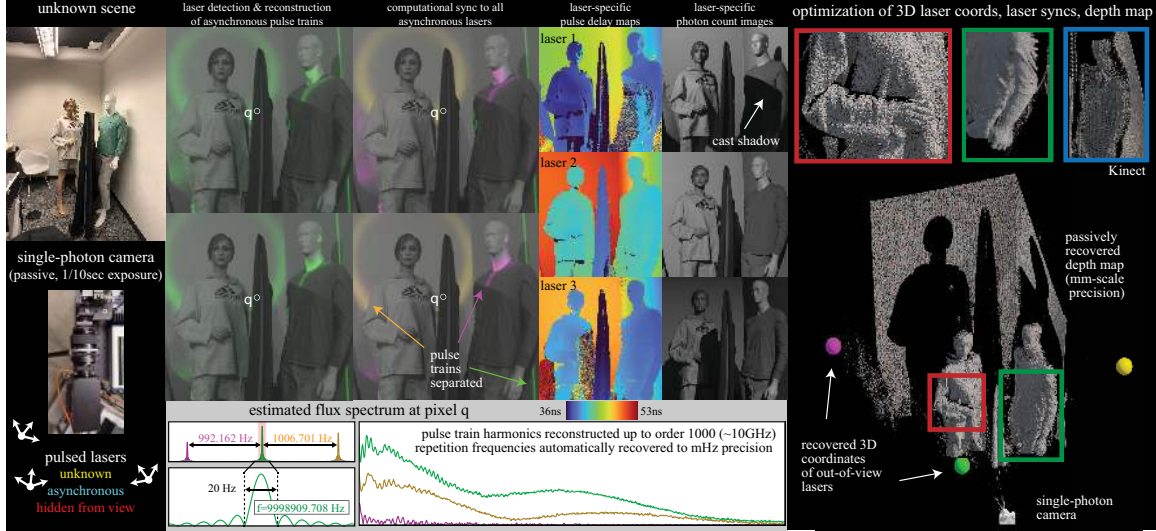 unknown scene
single-photon camera
(passive, 1/10sec exposure)
pulsed lasers
unknown
asynchronous
hidden from view
laser detection & reconstruction
of asynchronous pulse trains
q
q
computational sync to all
asynchronous lasers
q
q
pulse
trains
separated
laser-specific
pulse delay maps
laser 1
laser 2
laser 3
36ns
53ns
laser-specific
photon count images
cast shadow
estimated flux spectrum at pixel q
992.162 Hz
1006.701 Hz
20 Hz
f=9998909.708 Hz
pulse train harmonics reconstructed up to order 1000 (~10GHz)
repetition frequencies automatically recovered to mHz precision
optimization of 3D laser coords, laser syncs, depth map
Kinect
passively
recovered
depth map
(mm-scale
precision)
recovered 3D
coordinates
of out-of-view
lasers
single-photon
camera